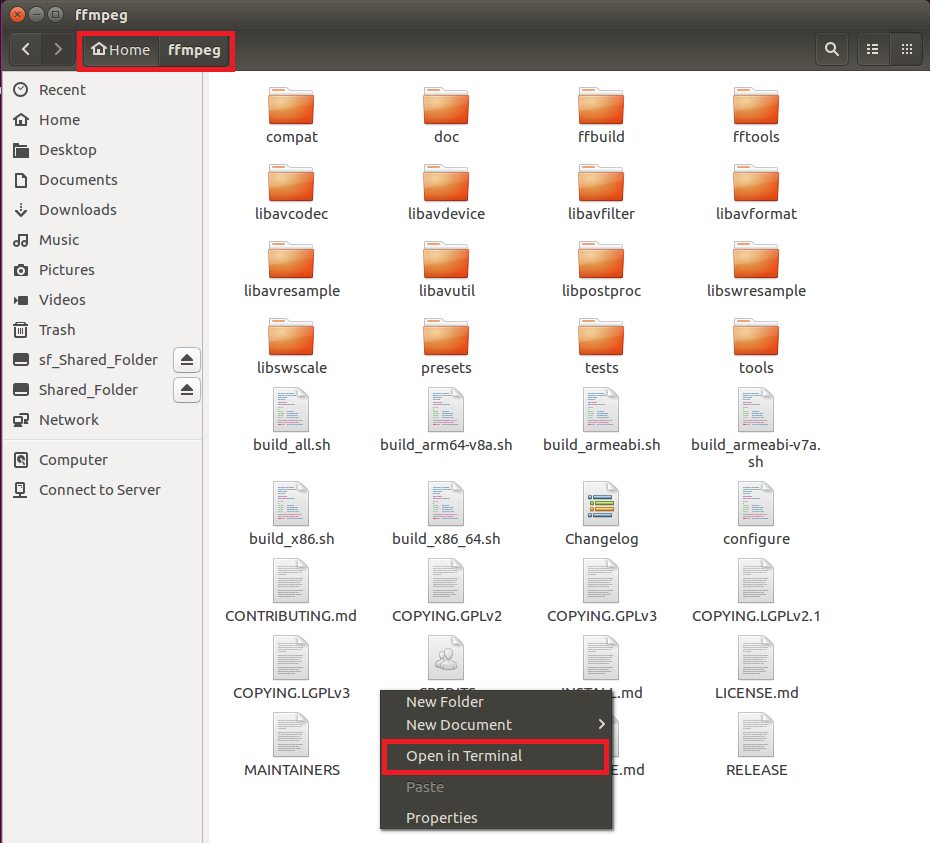 ffmpeg
Home ffmpeg
Recent
Home
Desktop
Documents
Downloads
Music
Pictures
Videos
Trash
sf_Shared_Folder
Shared_Folder
Network
Computer
Connect to Server
compat doc ffbuild fftools
libavcodec libavdevice libavfilter libavformat
libavresample libavutil libpostproc libswresample
libswscale presets tests tools
build_all.sh build_arm64-v8a.sh build_armeabi.sh build_armeabi-v7a.
sh
build_x86.sh build_x86_64.sh Changelog configure
CONTRIBUTING.md COPYING.GPLv2 COPYING.GPLv3 COPYING.LGPLv2.1
COPYING.LGPLv3 CREDITS INSTALL.md LICENSE.md
MAINTAINERS E.md RELEASE
New Folder
New Document
Open in Terminal
Paste
Properties